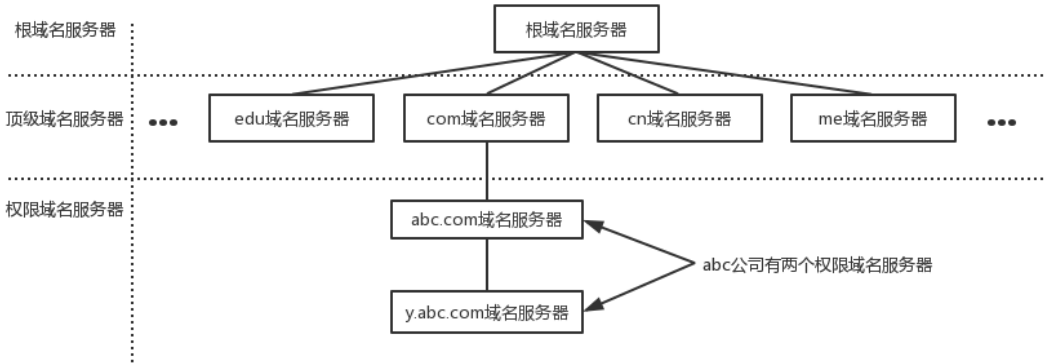 根域名服务器
根域名服务器
顶级域名服务器
•••
edu域名服务器
com域名服务器
cn域名服务器
me域名服务器
•••
权限域名服务器
abc.com域名服务器
abc公司有两个权限域名服务器
y.abc.com域名服务器